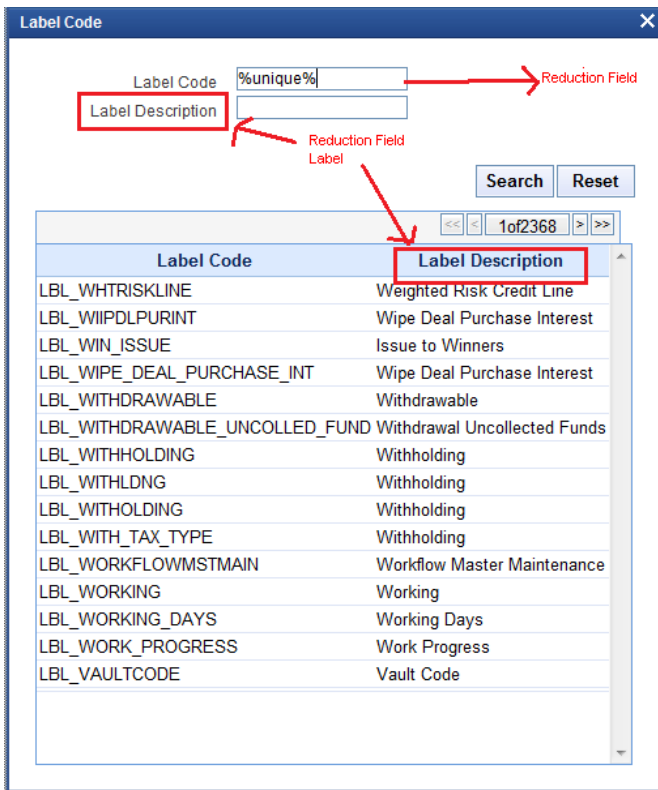 Label Code
Label Code %unique% Reduction Field
Label Description
Reduction Field
Label
Search Reset
<< < 1of2368 > >>
Label Code Label Description
LBL_WHTRISKLINE Weighted Risk Credit Line
LBL_WIIPDLPURINT Wipe Deal Purchase Interest
LBL_WIN_ISSUE Issue to Winners
LBL_WIPE_DEAL_PURCHASE_INT Wipe Deal Purchase Interest
LBL_WITHDRAWABLE Withdrawable
LBL_WITHDRAWABLE_UNCOLLED_FUND Withdrawal Uncollected Funds
LBL_WITHHOLDING Withholding
LBL_WITHLDNG Withholding
LBL_WITHOLDING Withholding
LBL_WITH_TAX_TYPE Withholding
LBL_WORKFLOWMSTMAIN Workflow Master Maintenance
LBL_WORKING Working
LBL_WORKING_DAYS Working Days
LBL_WORK_PROGRESS Work Progress
LBL_VAULTCODE Vault Code